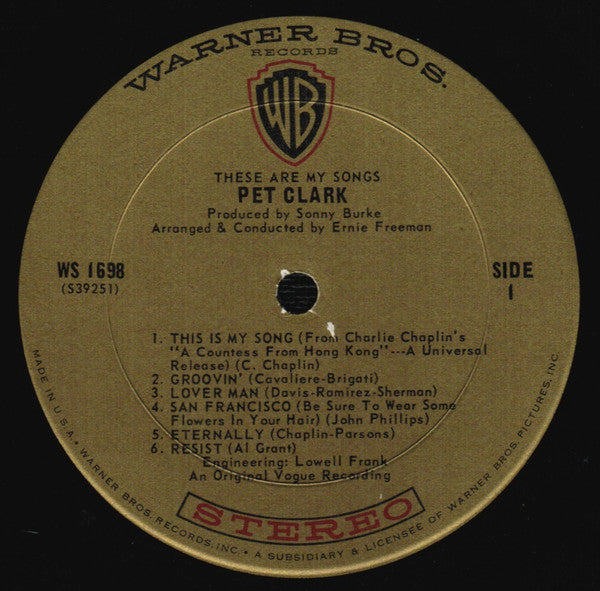 WARNER BROS.
RECORDS
WB
THESE ARE MY SONGS
PET CLARK
Produced by Sonny Burke
Arranged & Conducted by Ernie Freeman
WS 1698
(S39251)
SIDE
1
1. THIS IS MY SONG (From Charlie Chaplin's
"A Countess From Hong Kong"---A Universal
Release) (C. Chaplin)
2. GROOVIN' (Cavaliere-Brigati)
3. LOVER MAN (Davis-Ramirez-Sherman)
4. SAN FRANCISCO (Be Sure To Wear Some
Flowers In Your Hair) (John Phillips)
5. ETERNALLY (Chaplin-Parsons)
6. RESIST (Al Grant)
Engineering: Lowell Frank
An Original Vogue Recording
STEREO
MADE IN U.S.A. • WARNER BROS. RECORDS, INC. • A SUBSIDIARY & LICENSEE OF WARNER BROS. PICTURES, INC.